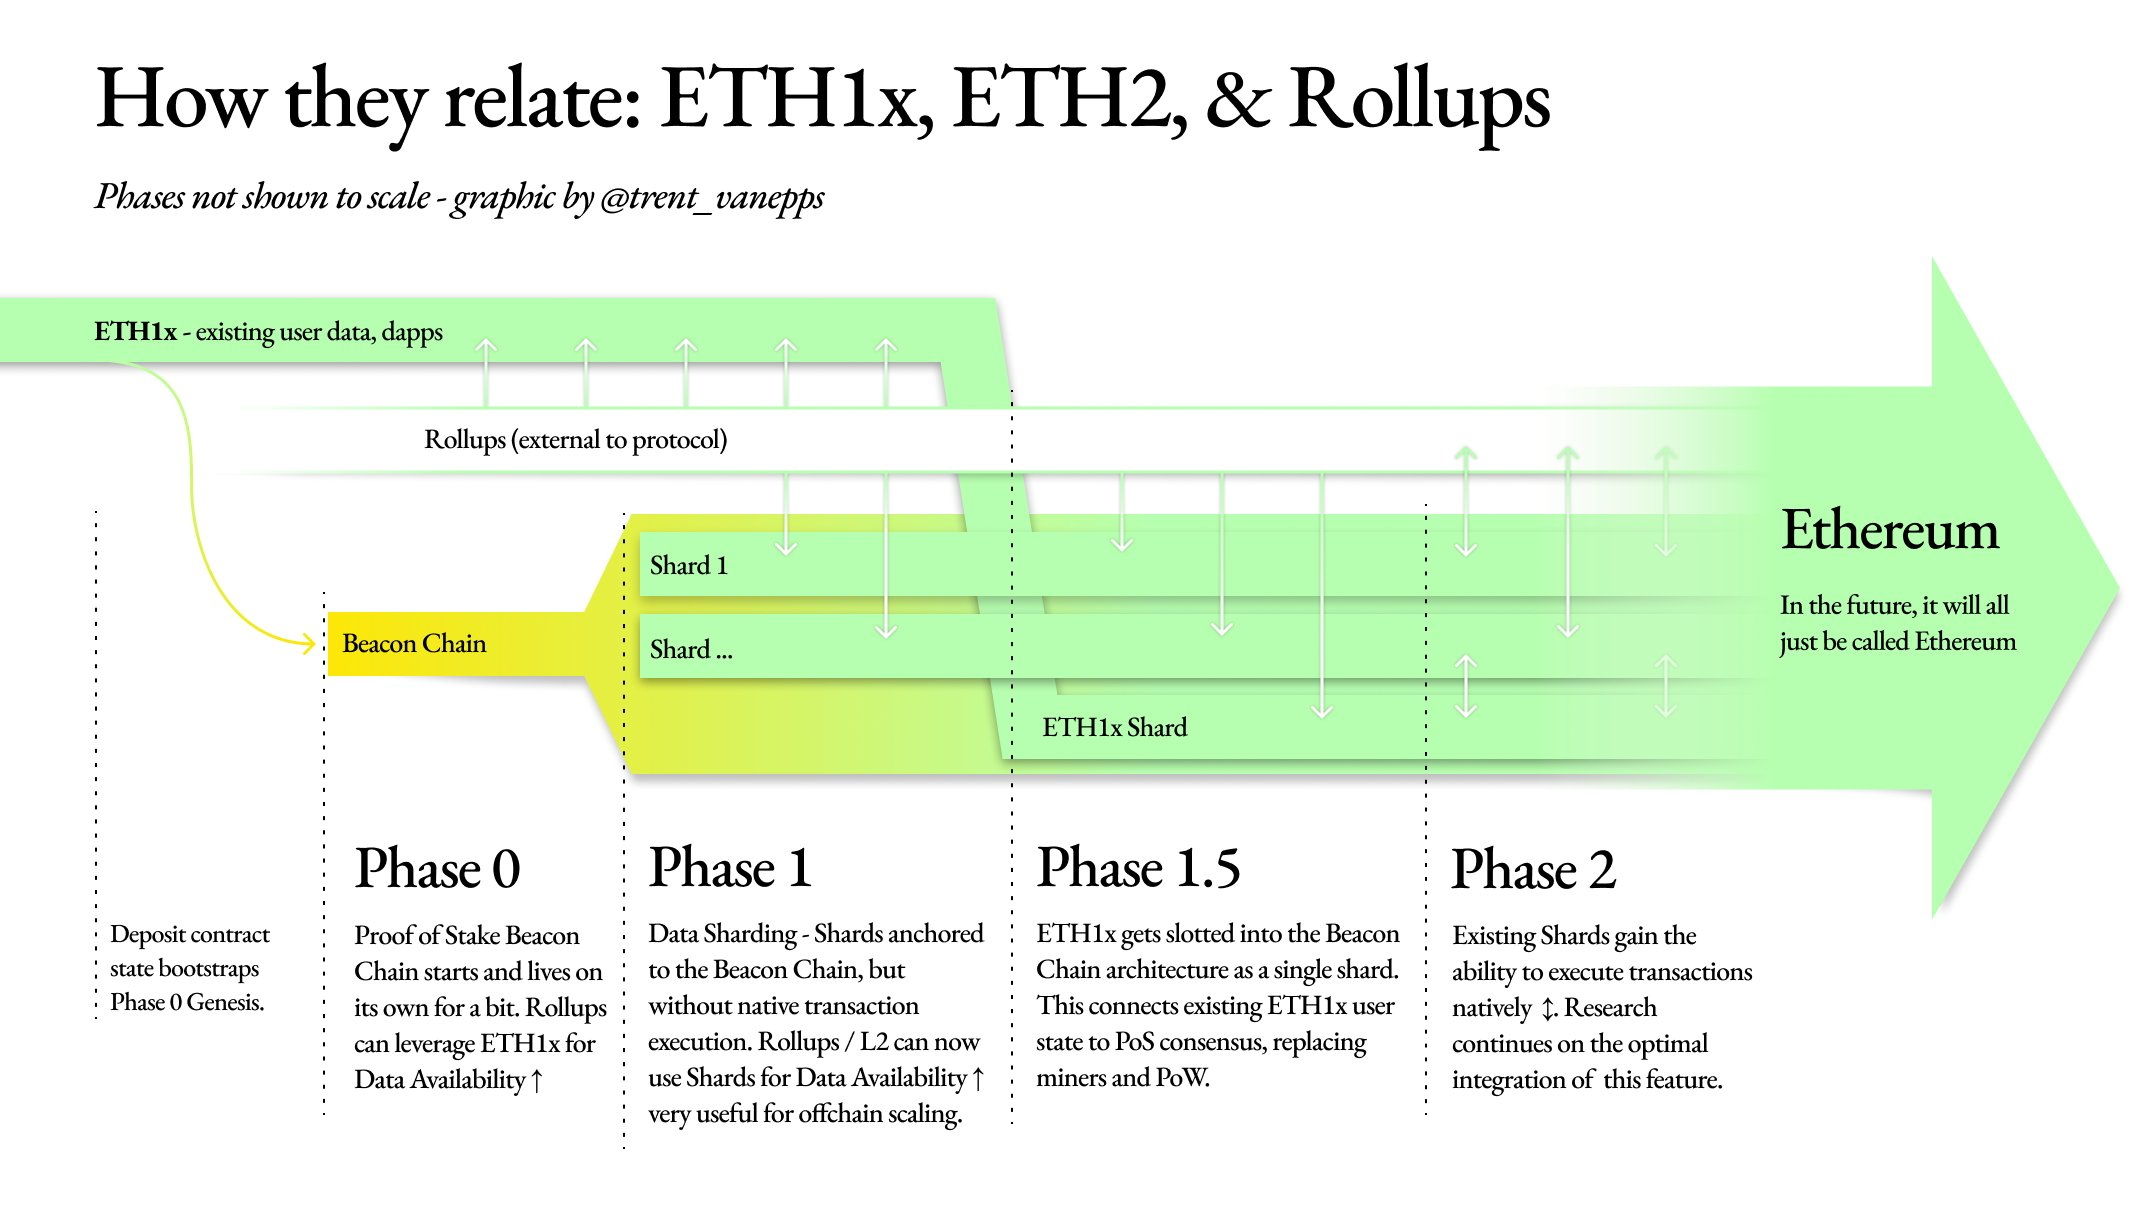 How they relate: ETH1x, ETH2, & Rollups
Phases not shown to scale - graphic by @trent_vanepps
ETH1x - existing user data, dapps
Rollups (external to protocol)
Beacon Chain
Shard 1
Shard ...
ETH1x Shard
Ethereum
In the future, it will all
just be called Ethereum
Deposit contract
state bootstraps
Phase 0 Genesis.
Phase 0
Proof of Stake Beacon
Chain starts and lives on
its own for a bit. Rollups
can leverage ETH1x for
Data Availability ↑
Phase 1
Data Sharding - Shards anchored
to the Beacon Chain, but
without native transaction
execution. Rollups / L2 can now
use Shards for Data Availability ↑
very useful for offchain scaling.
Phase 1.5
ETH1x gets slotted into the Beacon
Chain architecture as a single shard.
This connects existing ETH1x user
state to PoS consensus, replacing
miners and PoW.
Phase 2
Existing Shards gain the
ability to execute transactions
natively ↕. Research
continues on the optimal
integration of this feature.